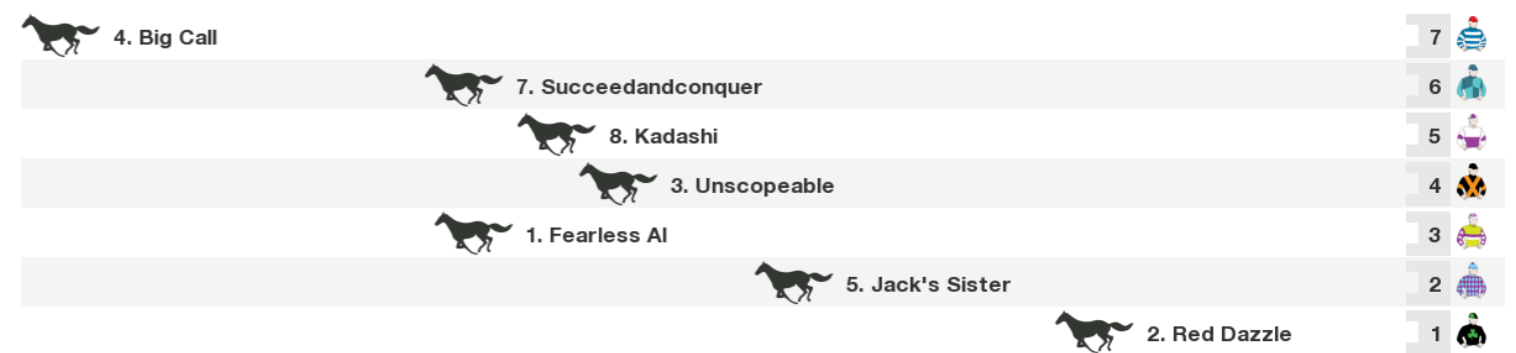 4. Big Call 7
7. Succeedandconquer 6
8. Kadashi 5
3. Unscopeable 4
1. Fearless Al 3
5. Jack's Sister 2
2. Red Dazzle 1